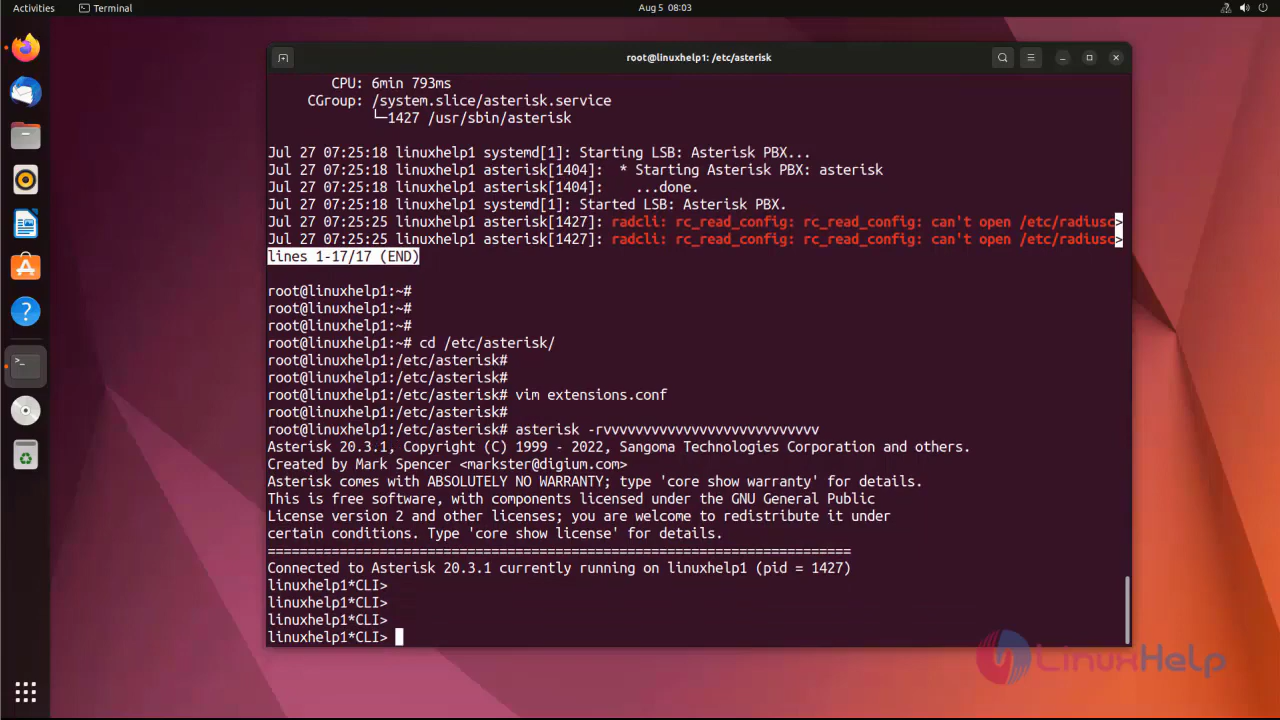 Activities
Terminal
Aug 5 08:03
root@linuxhelp1: /etc/asterisk
CPU: 6min 793ms
CGroup: /system.slice/asterisk.service
└─1427 /usr/sbin/asterisk
Jul 27 07:25:18 linuxhelp1 systemd[1]: Starting LSB: Asterisk PBX...
Jul 27 07:25:18 linuxhelp1 asterisk[1404]:  * Starting Asterisk PBX: asterisk
Jul 27 07:25:18 linuxhelp1 asterisk[1404]:    ...done.
Jul 27 07:25:18 linuxhelp1 systemd[1]: Started LSB: Asterisk PBX.
Jul 27 07:25:25 linuxhelp1 asterisk[1427]: radcli: rc_read_config: rc_read_config: can't open /etc/radiusc>
Jul 27 07:25:25 linuxhelp1 asterisk[1427]: radcli: rc_read_config: rc_read_config: can't open /etc/radiusc>
lines 1-17/17 (END)
root@linuxhelp1:~#
root@linuxhelp1:~#
root@linuxhelp1:~#
root@linuxhelp1:~# cd /etc/asterisk/
root@linuxhelp1:/etc/asterisk#
root@linuxhelp1:/etc/asterisk#
root@linuxhelp1:/etc/asterisk# vim extensions.conf
root@linuxhelp1:/etc/asterisk#
root@linuxhelp1:/etc/asterisk# asterisk -rvvvvvvvvvvvvvvvvvvvvvvvvvvv
Asterisk 20.3.1, Copyright (C) 1999 - 2022, Sangoma Technologies Corporation and others.
Created by Mark Spencer <markster@digium.com>
Asterisk comes with ABSOLUTELY NO WARRANTY; type 'core show warranty' for details.
This is free software, with components licensed under the GNU General Public
License version 2 and other licenses; you are welcome to redistribute it under
certain conditions. Type 'core show license' for details.
=========================================================================
Connected to Asterisk 20.3.1 currently running on linuxhelp1 (pid = 1427)
linuxhelp1*CLI>
linuxhelp1*CLI>
linuxhelp1*CLI>
linuxhelp1*CLI>
LinuxHelp